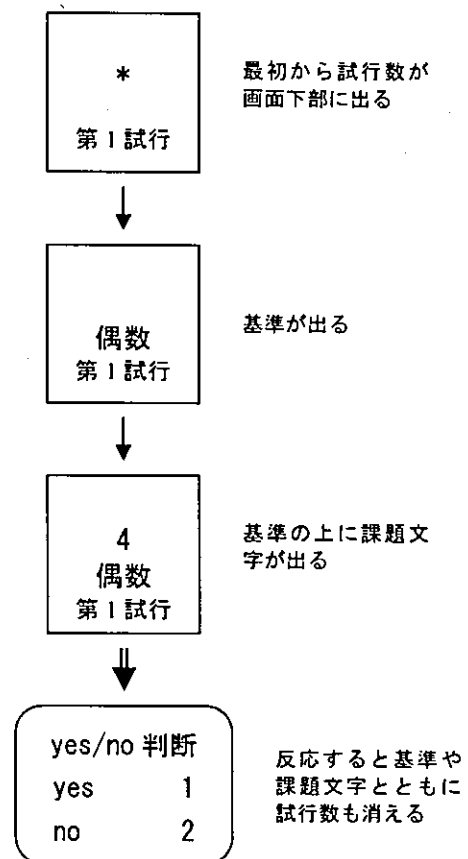 *
第1試行
最初から試行数が
画面下部に出る
偶数
第1試行
基準が出る
4
偶数
第1試行
基準の上に課題文
字が出る
yes/no 判断
yes 1
no 2
反応すると基準や
課題文字とともに
試行数も消える